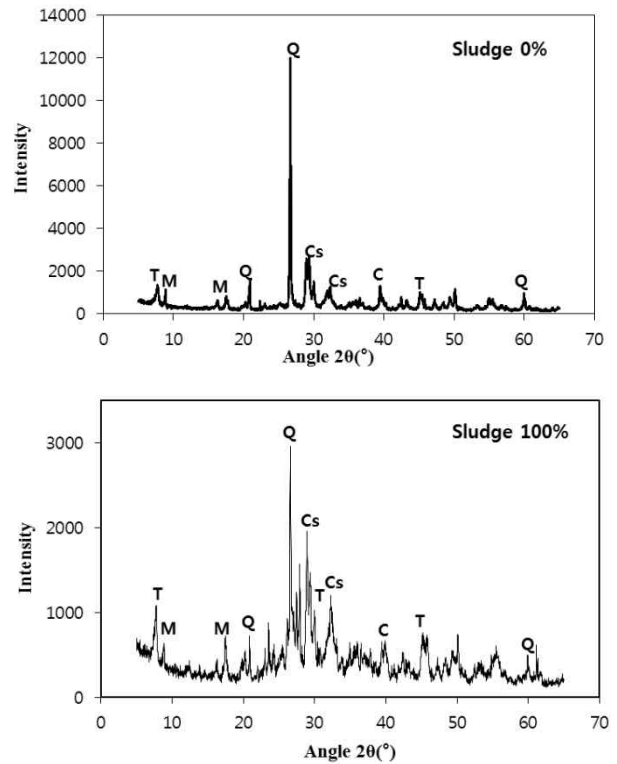 14000
Q
Sludge 0%
12000
10000
8000
Intensity
6000
4000
Cs
T M Q Cs C T Q
2000
M
0
0 10 20 30 40 50 60 70
Angle 2θ(°)
Q
Sludge 100%
3000
Cs
2000
Intensity
Cs
T
T
1000
M M Q C T
Q
0
0 10 20 30 40 50 60 70
Angle 2θ(°)